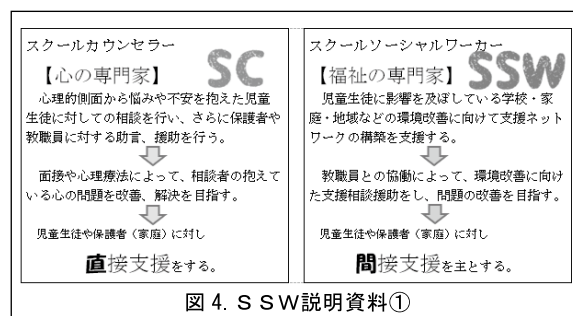 スクールカウンセラー
【心の専門家】 SC
心理的側面から悩みや不安を抱えた児童
生徒に対しての相談を行い、さらに保護者や
教職員に対する助言、援助を行う。
面接や心理療法によって、相談者の抱えて
いる心の問題を改善、解決を目指す。
児童生徒や保護者（家庭）に対し
直接支援をする。
スクールソーシャルワーカー
【福祉の専門家】 SSW
児童生徒に影響を及ぼしている学校・家
庭・地域などの環境改善に向けて支援ネット
ワークの構築を支援する。
教職員との協働によって、環境改善に向け
た支援相談援助をし、問題の改善を目指す。
児童生徒や保護者（家庭）に対し
間接支援を主とする。
図 4. ＳＳＷ説明資料①